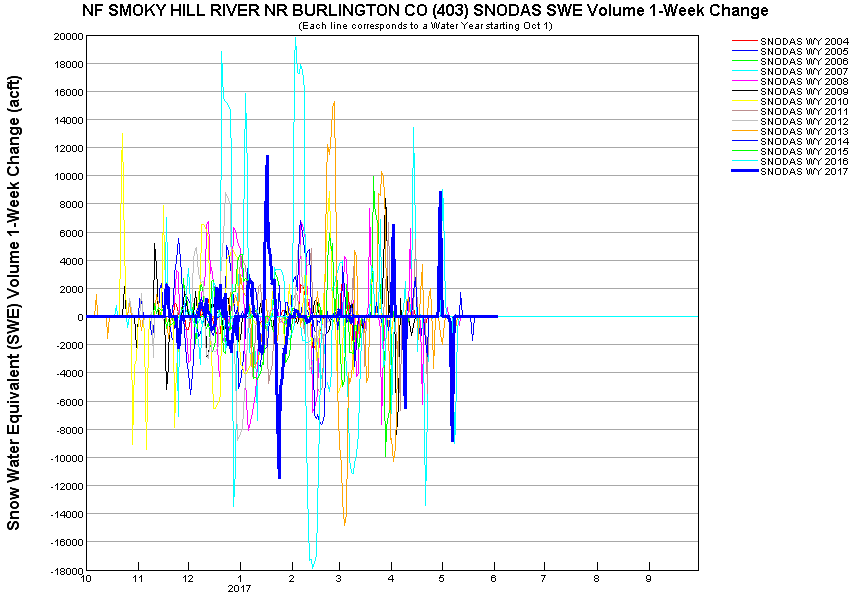 NF SMOKY HILL RIVER NR BURLINGTON CO (403) SNODAS SWE Volume 1-Week Change
(Each line corresponds to a Water Year starting Oct 1)
Snow Water Equivalent (SWE) Volume 1-Week Change (acft)
20000
18000
16000
14000
12000
10000
8000
6000
4000
2000
0
-2000
-4000
-6000
-8000
-10000
-12000
-14000
-16000
-18000
10 11 12 1 2 3 4 5 6 7 8 9
2017
SNODAS WY 2004
SNODAS WY 2005
SNODAS WY 2006
SNODAS WY 2007
SNODAS WY 2008
SNODAS WY 2009
SNODAS WY 2010
SNODAS WY 2011
SNODAS WY 2012
SNODAS WY 2013
SNODAS WY 2014
SNODAS WY 2015
SNODAS WY 2016
SNODAS WY 2017